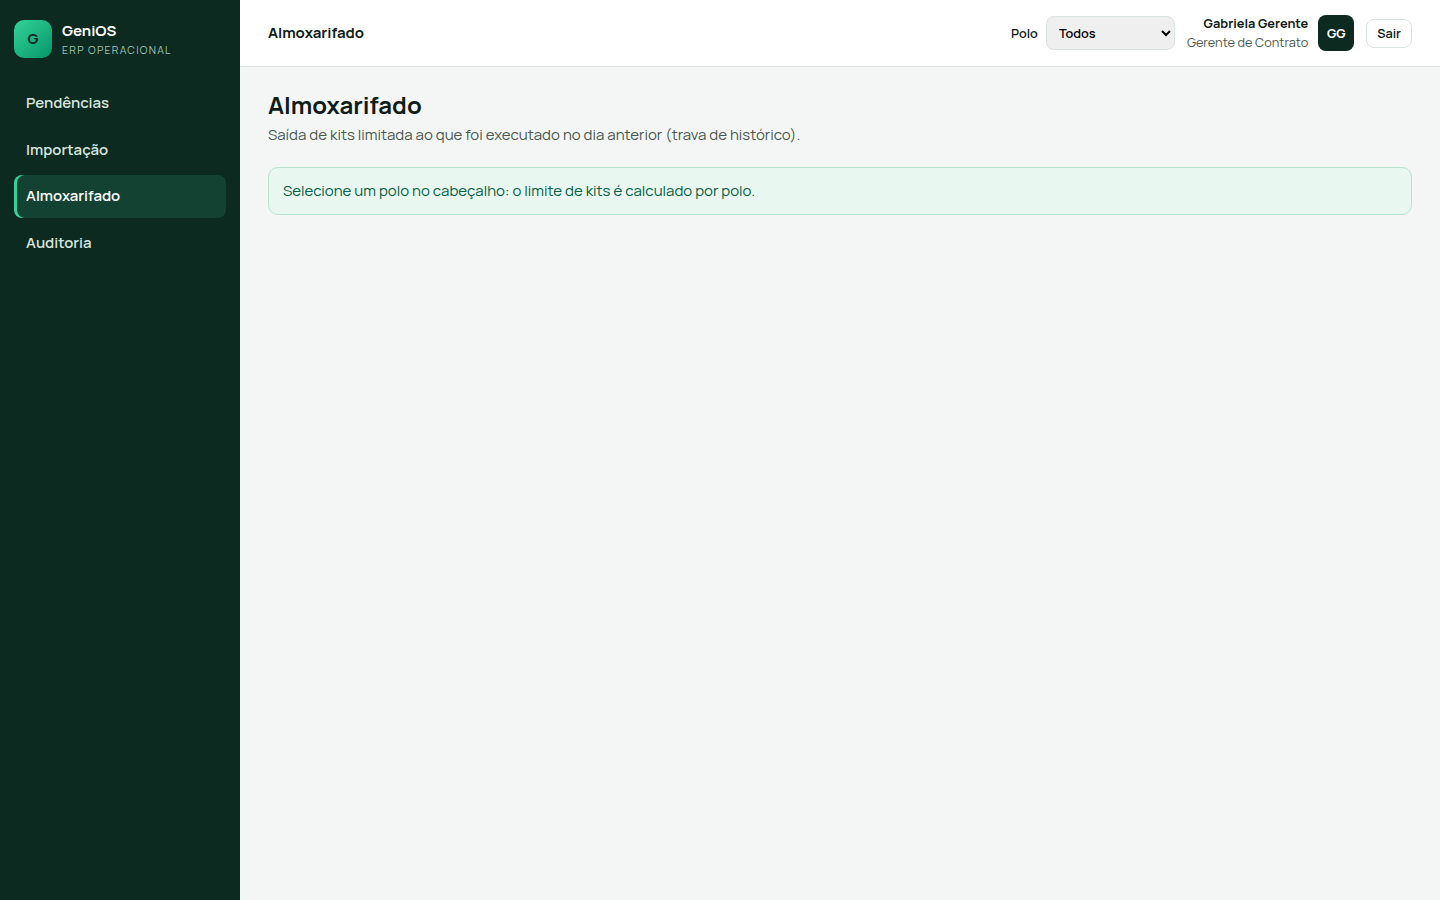 G
GeniOS
ERP OPERACIONAL
Pendências
Importação
Almoxarifado
Auditoria
Almoxarifado
Polo
Todos
Gabriela Gerente
Gerente de Contrato
GG
Sair
Almoxarifado
Saída de kits limitada ao que foi executado no dia anterior (trava de histórico).
Selecione um polo no cabeçalho: o limite de kits é calculado por polo.